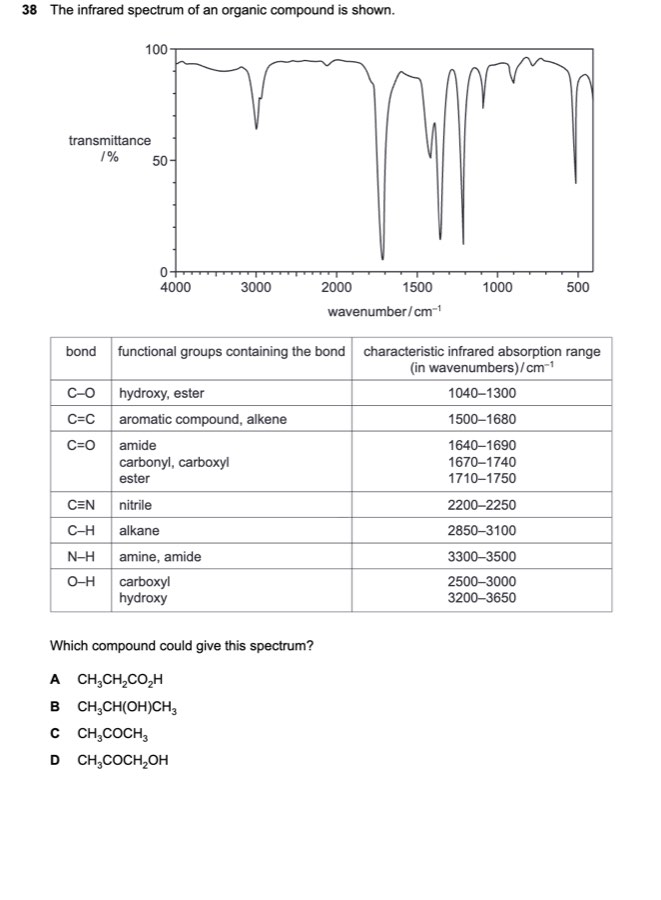 38 The infrared spectrum of an organic compound is shown.
100
transmittance
/ %
50
0
4000 3000 2000 1500 1000 500
wavenumber / cm⁻¹
bond functional groups containing the bond characteristic infrared absorption range
(in wavenumbers) / cm⁻¹
C–O hydroxy, ester 1040–1300
C=C aromatic compound, alkene 1500–1680
C=O amide 1640–1690
carbonyl, carboxyl 1670–1740
ester 1710–1750
C≡N nitrile 2200–2250
C–H alkane 2850–3100
N–H amine, amide 3300–3500
O–H carboxyl 2500–3000
hydroxy 3200–3650
Which compound could give this spectrum?
A CH₃CH₂CO₂H
B CH₃CH(OH)CH₃
C CH₃COCH₃
D CH₃COCH₂OH